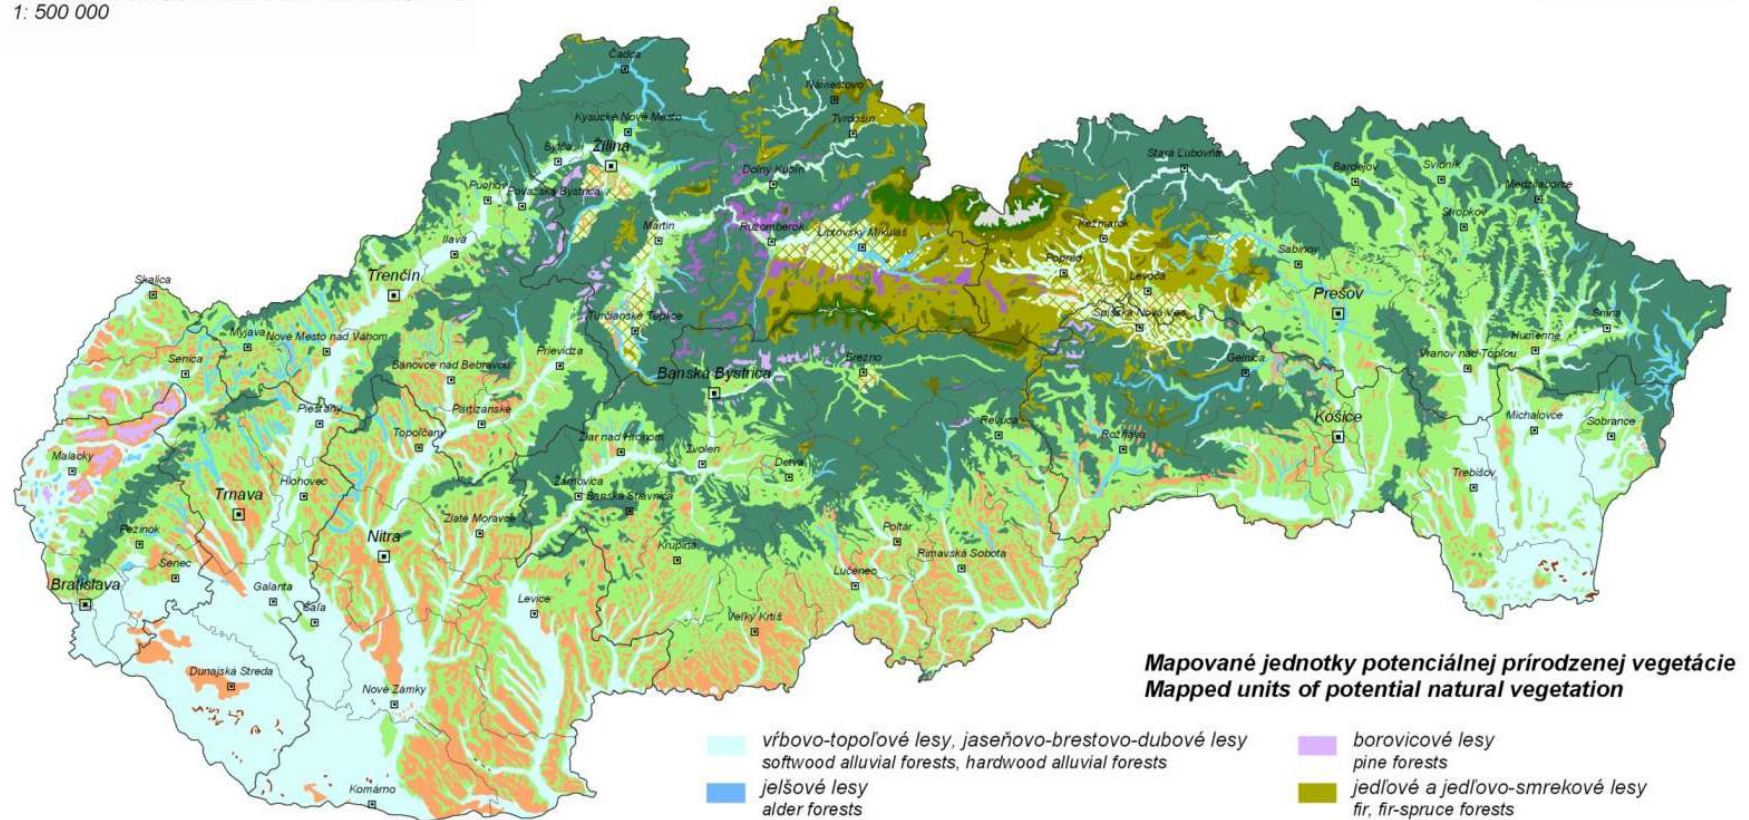 1: 500 000
Čadca
Námestovo
Kysucké Nové Mesto
Tvrdošín
Bytča
Žilina
Stará Ľubovňa
Bardejov
Svidník
Dolný Kubín
Medzilaborce
Púchov
Považská Bystrica
Stropkov
Martin
Ružomberok
Liptovský Mikuláš
Kežmarok
Ilava
Sabinov
Poprad
Trenčín
Levoča
Skalica
Prešov
Turčianske Teplice
Spišská Nová Ves
Snina
Myjava
Nové Mesto nad Váhom
Humenné
Senica
Bánovce nad Bebravou
Prievidza
Brezno
Gelnica
Vranov nad Topľou
Banská Bystrica
Piešťany
Partizánske
Košice
Michalovce
Sobrance
Topoľčany
Žiar nad Hronom
Revúca
Malacky
Zvolen
Rožňava
Hlohovec
Detva
Trebišov
Trnava
Žarnovica
Banská Štiavnica
Pezinok
Nitra
Zlaté Moravce
Poltár
Senec
Krupina
Rimavská Sobota
Bratislava
Galanta
Levice
Lučenec
Šaľa
Veľký Krtíš
Dunajská Streda
Nové Zámky
Komárno
Mapované jednotky potenciálnej prírodzenej vegetácie
Mapped units of potential natural vegetation
vŕbovo-topoľové lesy, jaseňovo-brestovo-dubové lesy
softwood alluvial forests, hardwood alluvial forests
jelšové lesy
alder forests
borovicové lesy
pine forests
jedľové a jedľovo-smrekové lesy
fir, fir-spruce forests